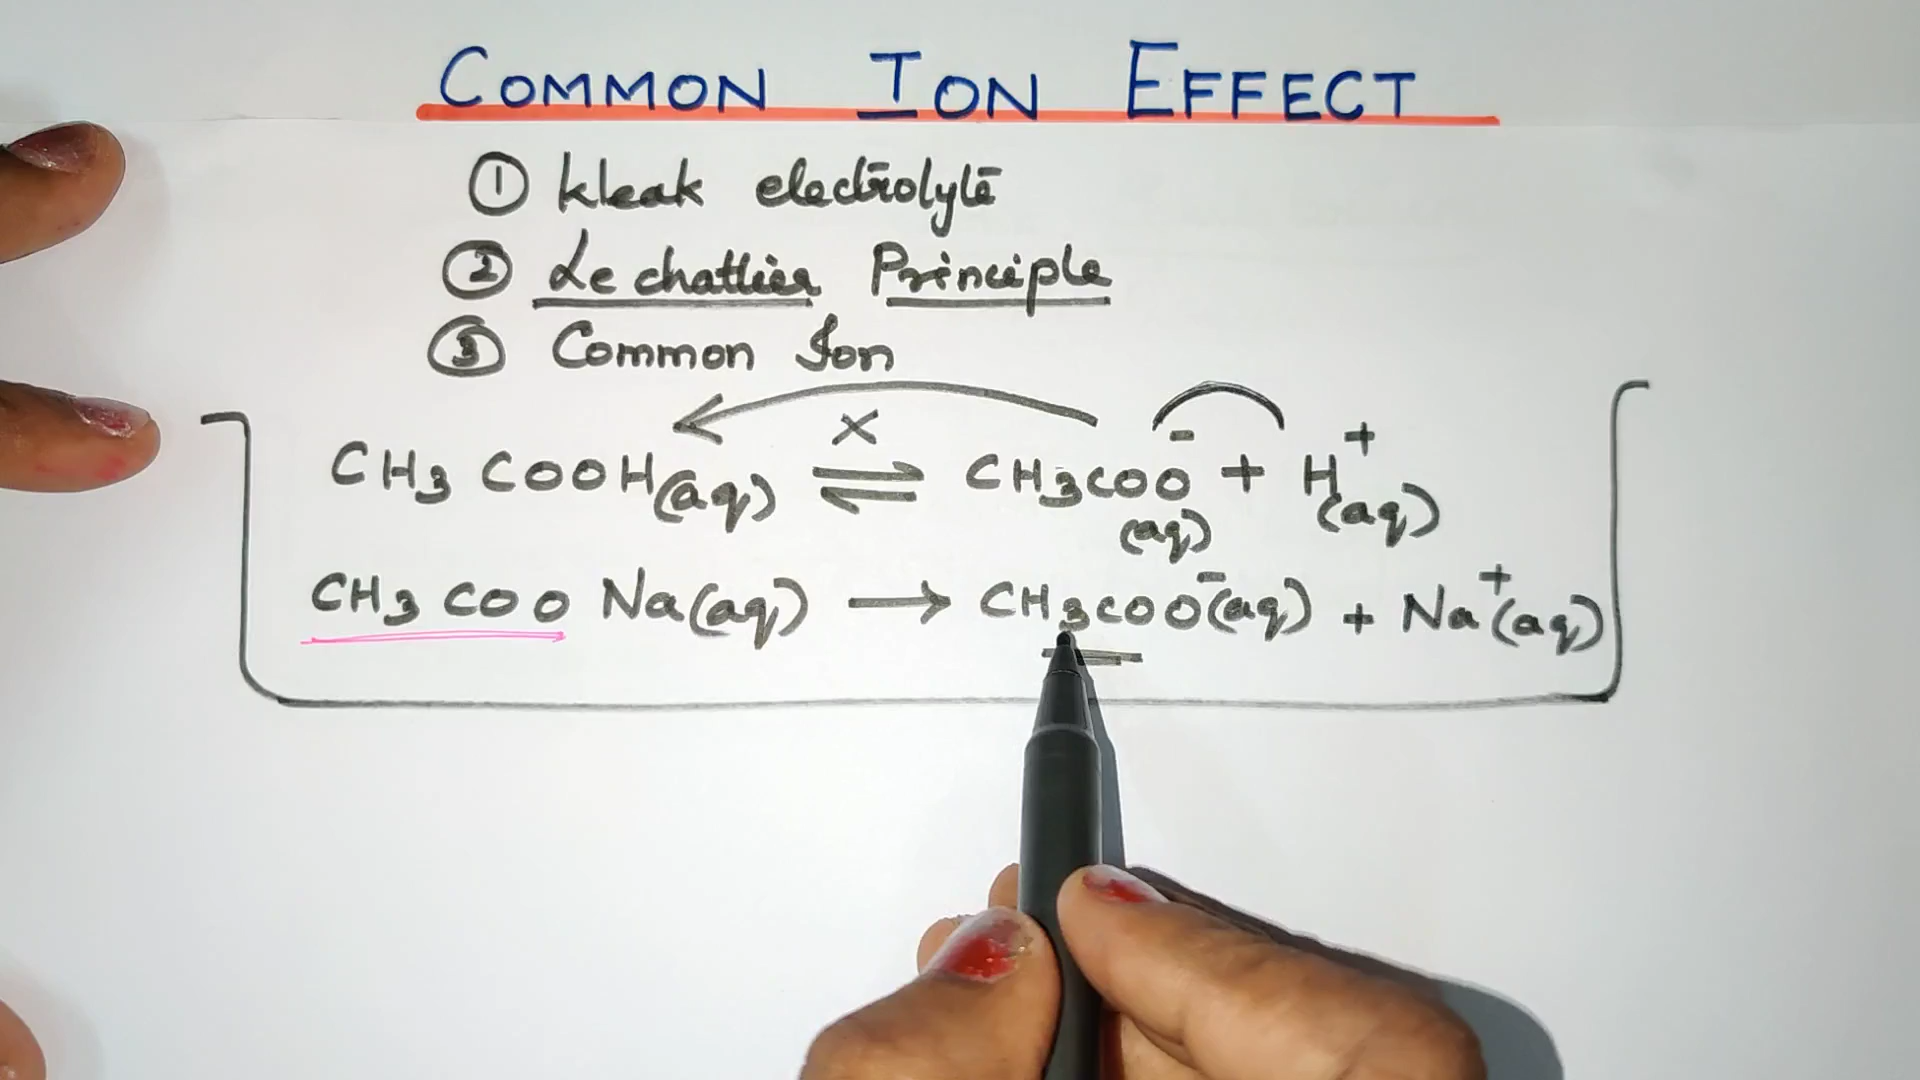 COMMON ION EFFECT
① Weak electrolyte
② Le chatlier Principle
③ Common Ion
x
CH3 COOH(aq) ⇌ CH3COO⁻(aq) + H⁺(aq)
CH3 COO Na(aq) → CH3COO⁻(aq) + Na⁺(aq)